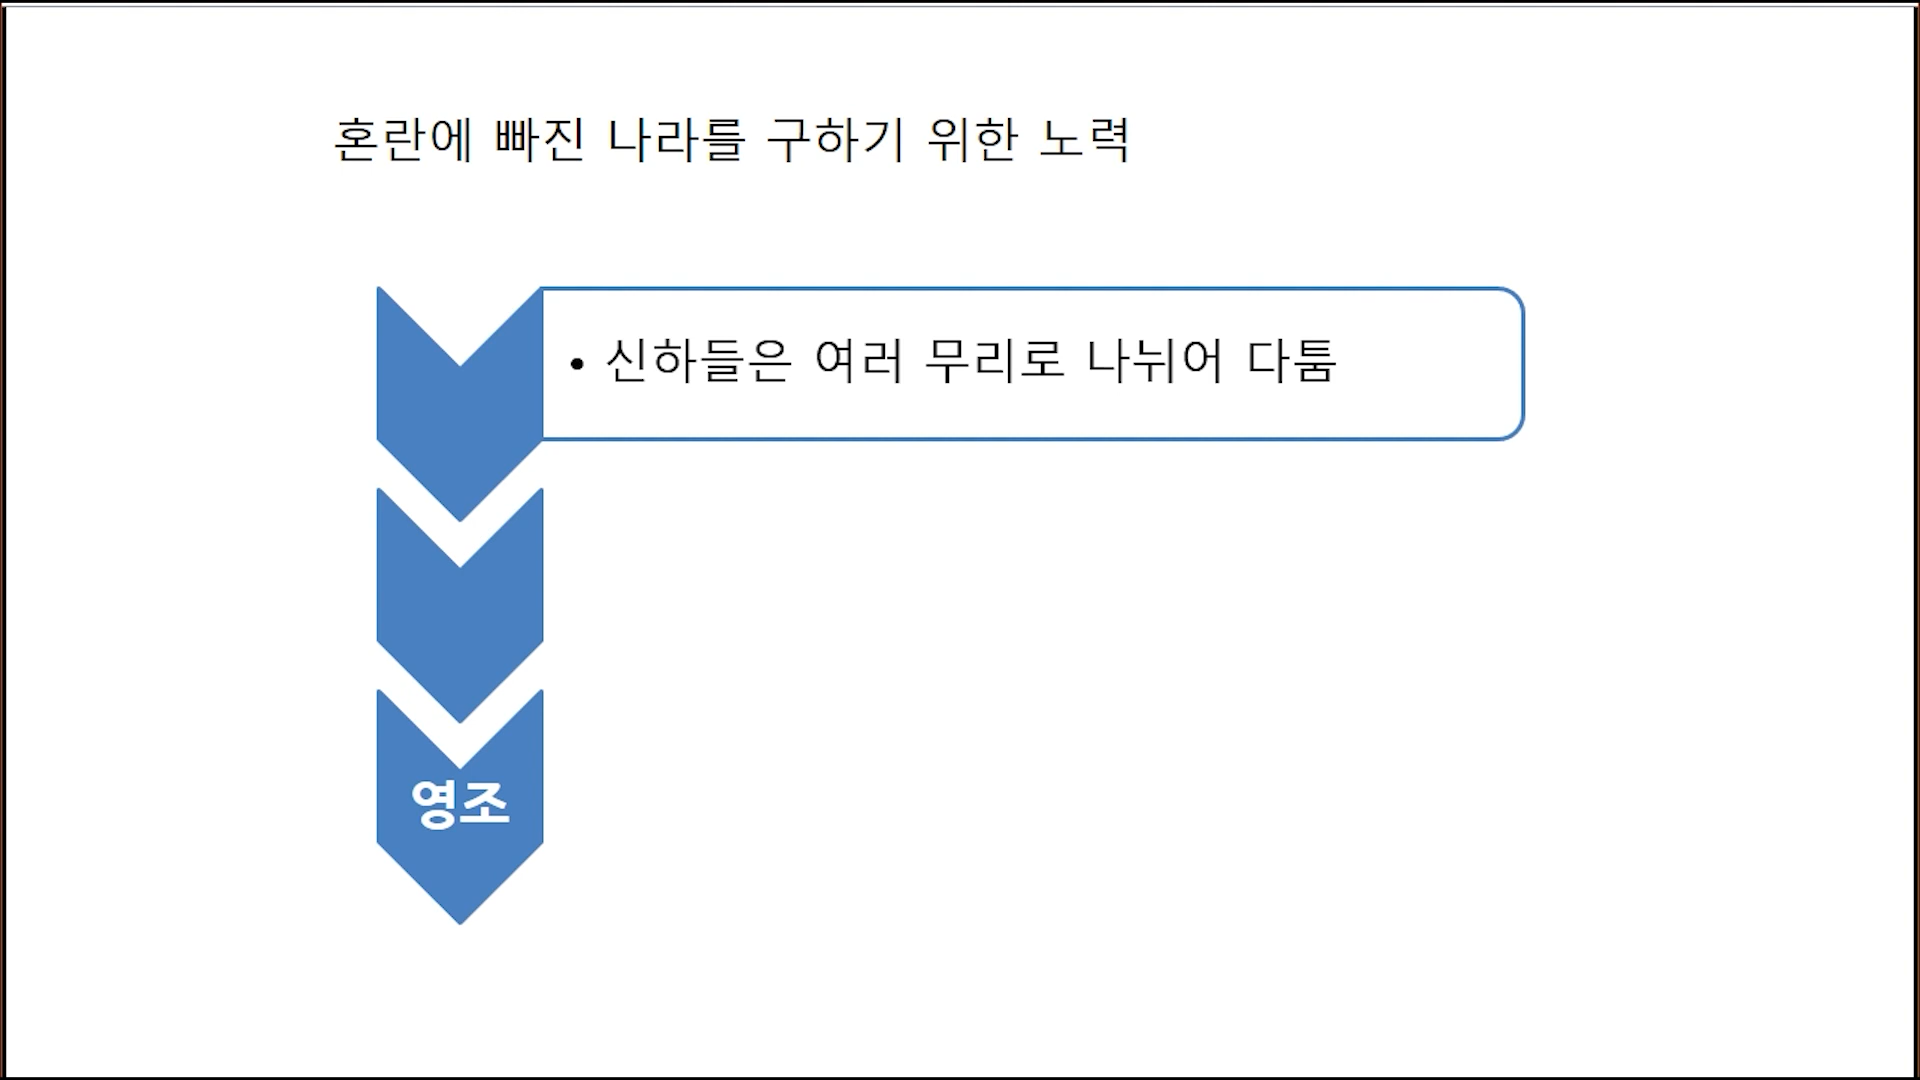 혼란에 빠진 나라를 구하기 위한 노력
• 신하들은 여러 무리로 나뉘어 다툼
영조